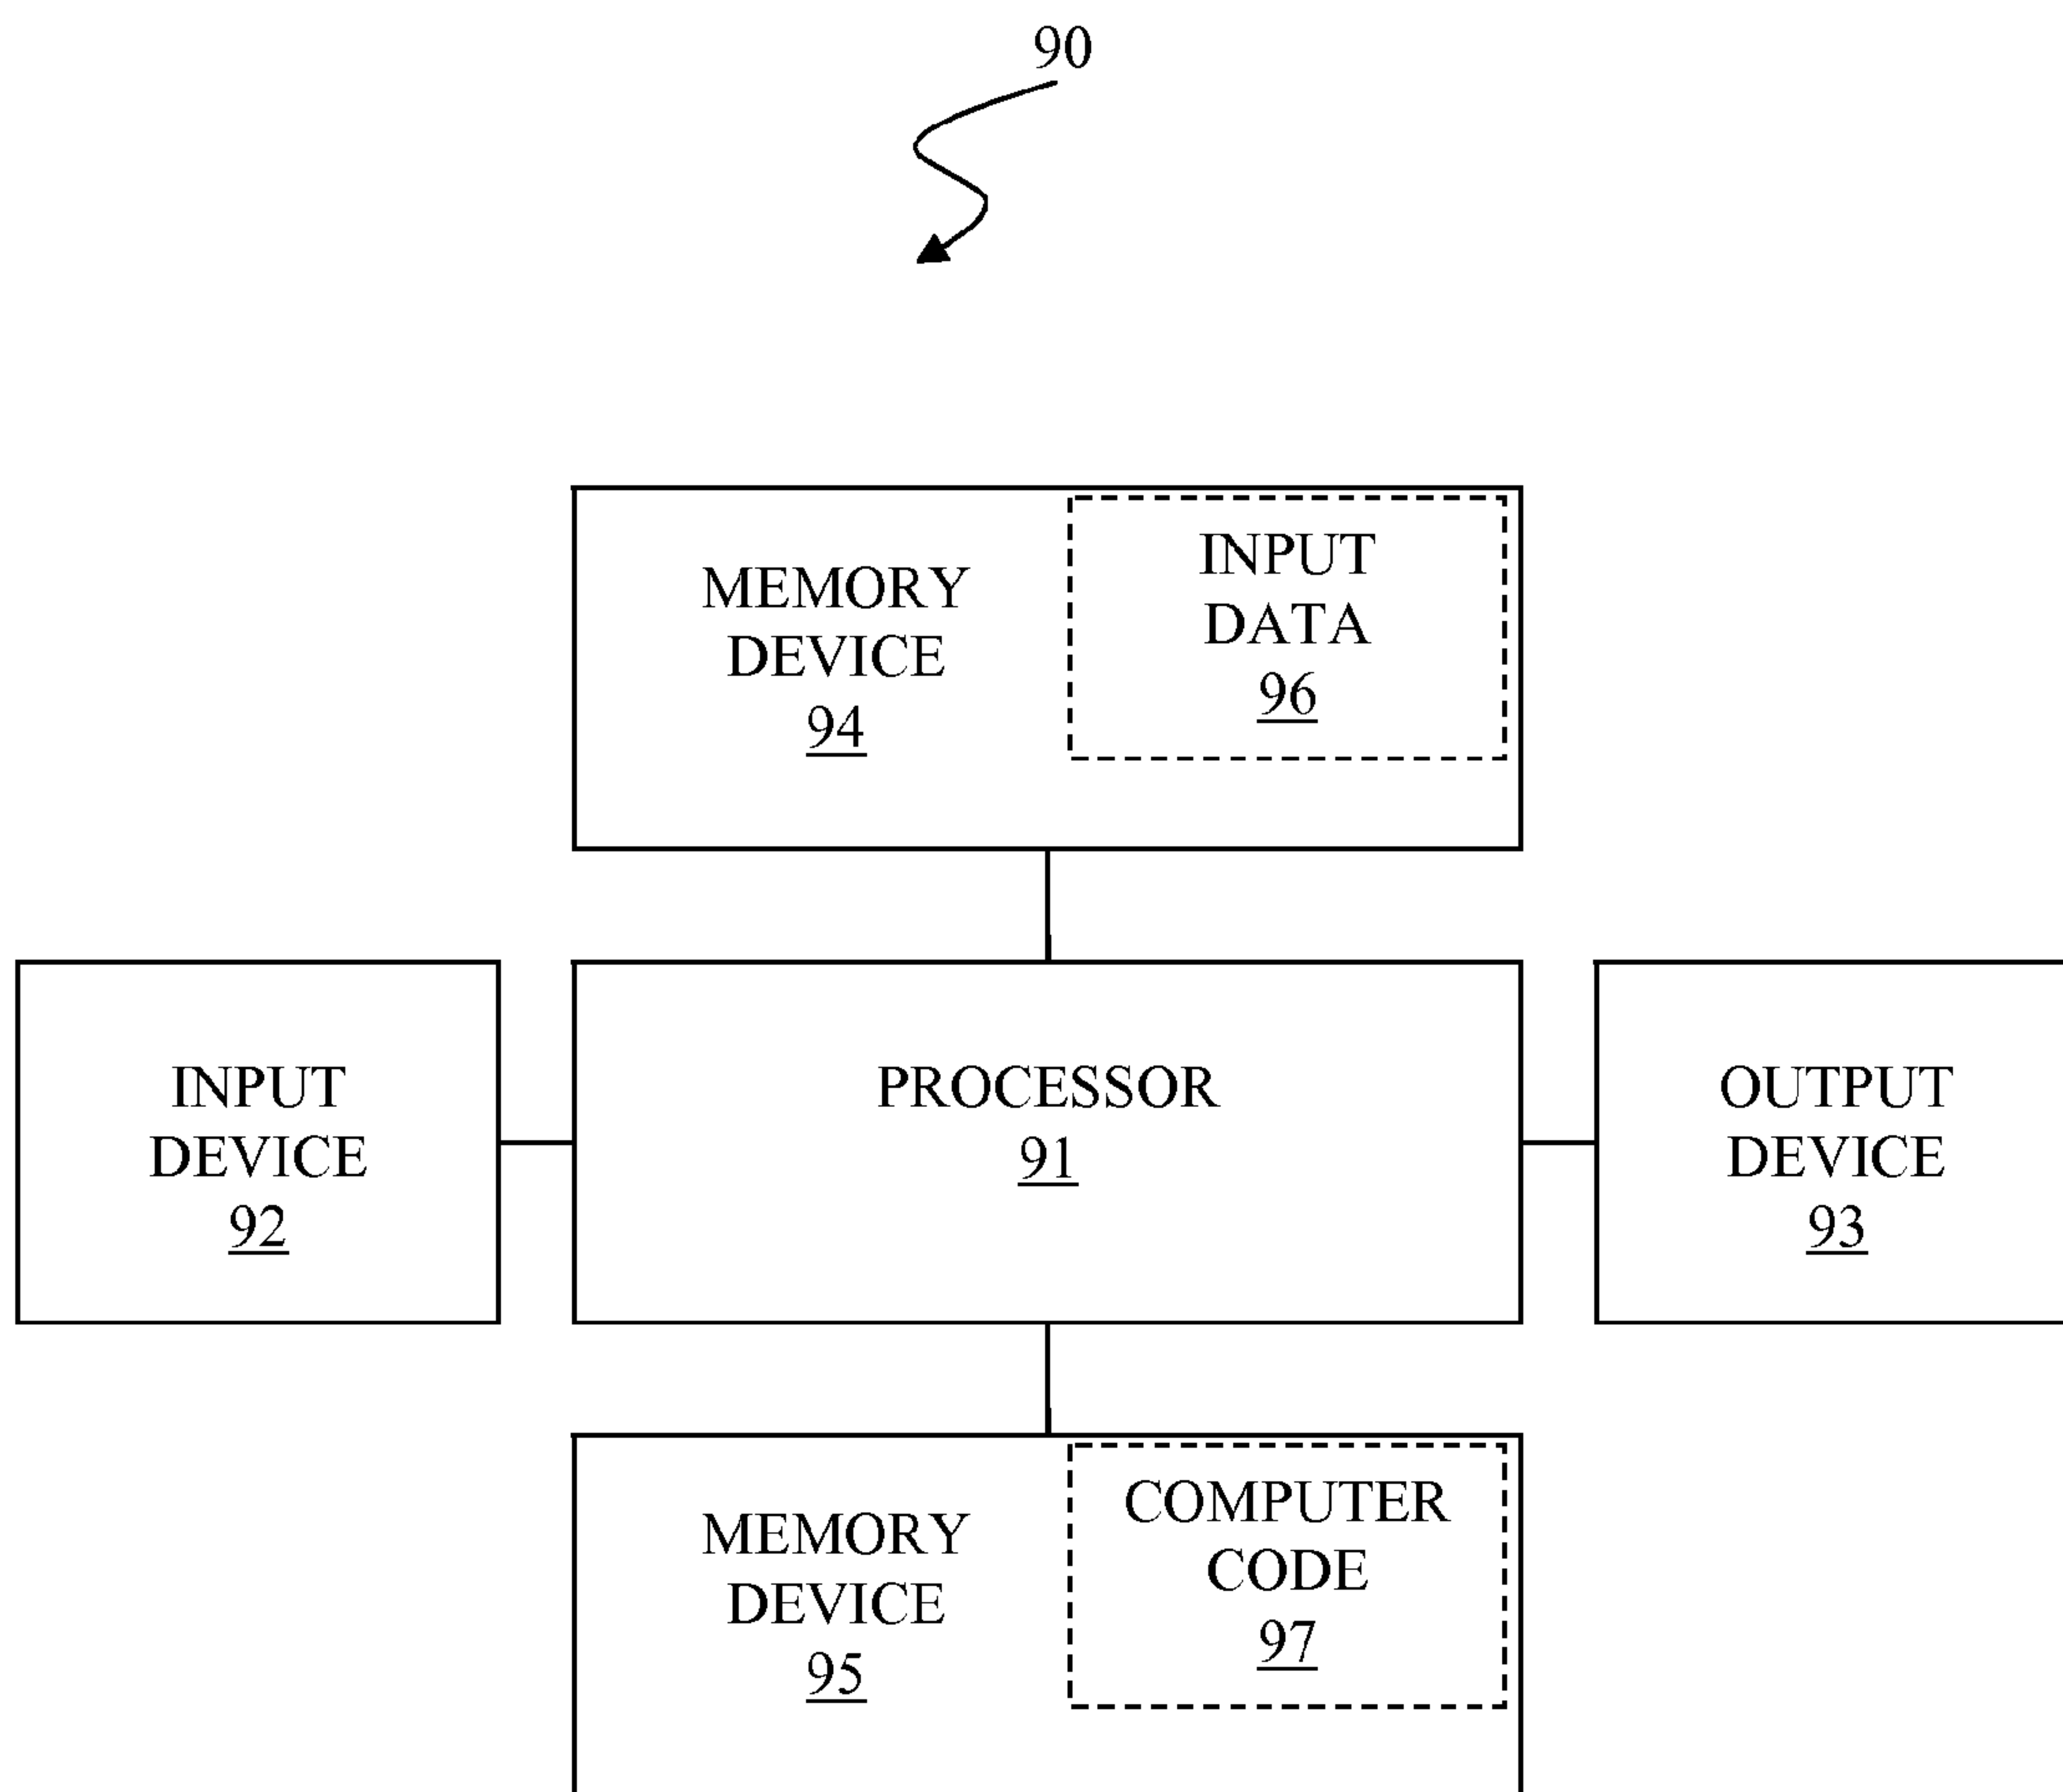 90
MEMORY
DEVICE
94
INPUT
DATA
96
INPUT
DEVICE
92
PROCESSOR
91
OUTPUT
DEVICE
93
MEMORY
DEVICE
95
COMPUTER
CODE
97